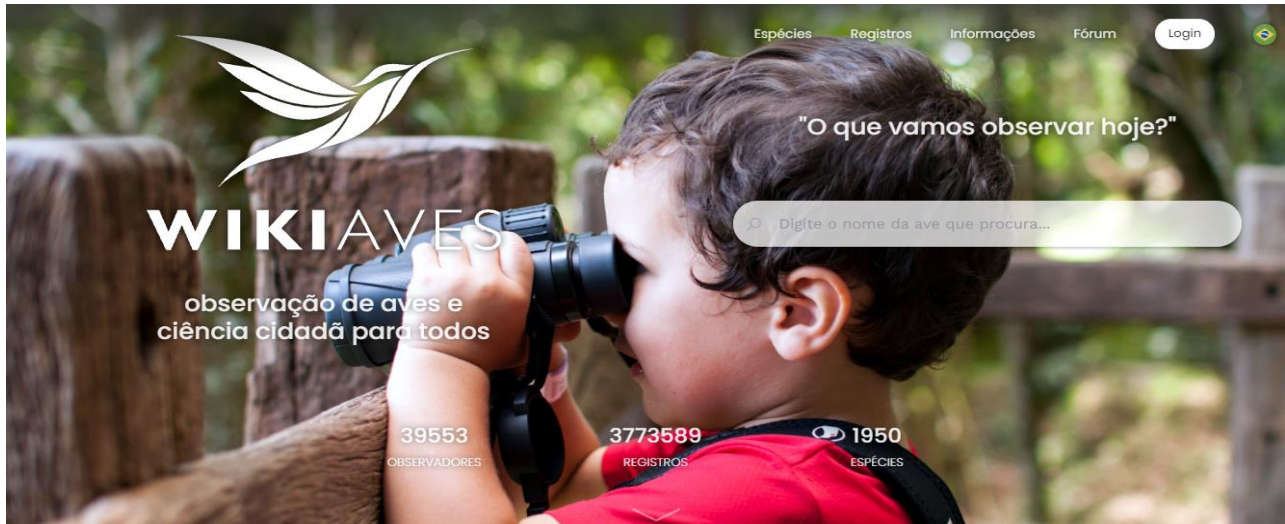 Espécies Registros Informações Fórum Login
"O que vamos observar hoje?"
Digite o nome da ave que procura...
WIKIAVES
observação de aves e
ciência cidadã para todos
39553 3773589 1950
OBSERVADORES REGISTROS ESPÉCIES